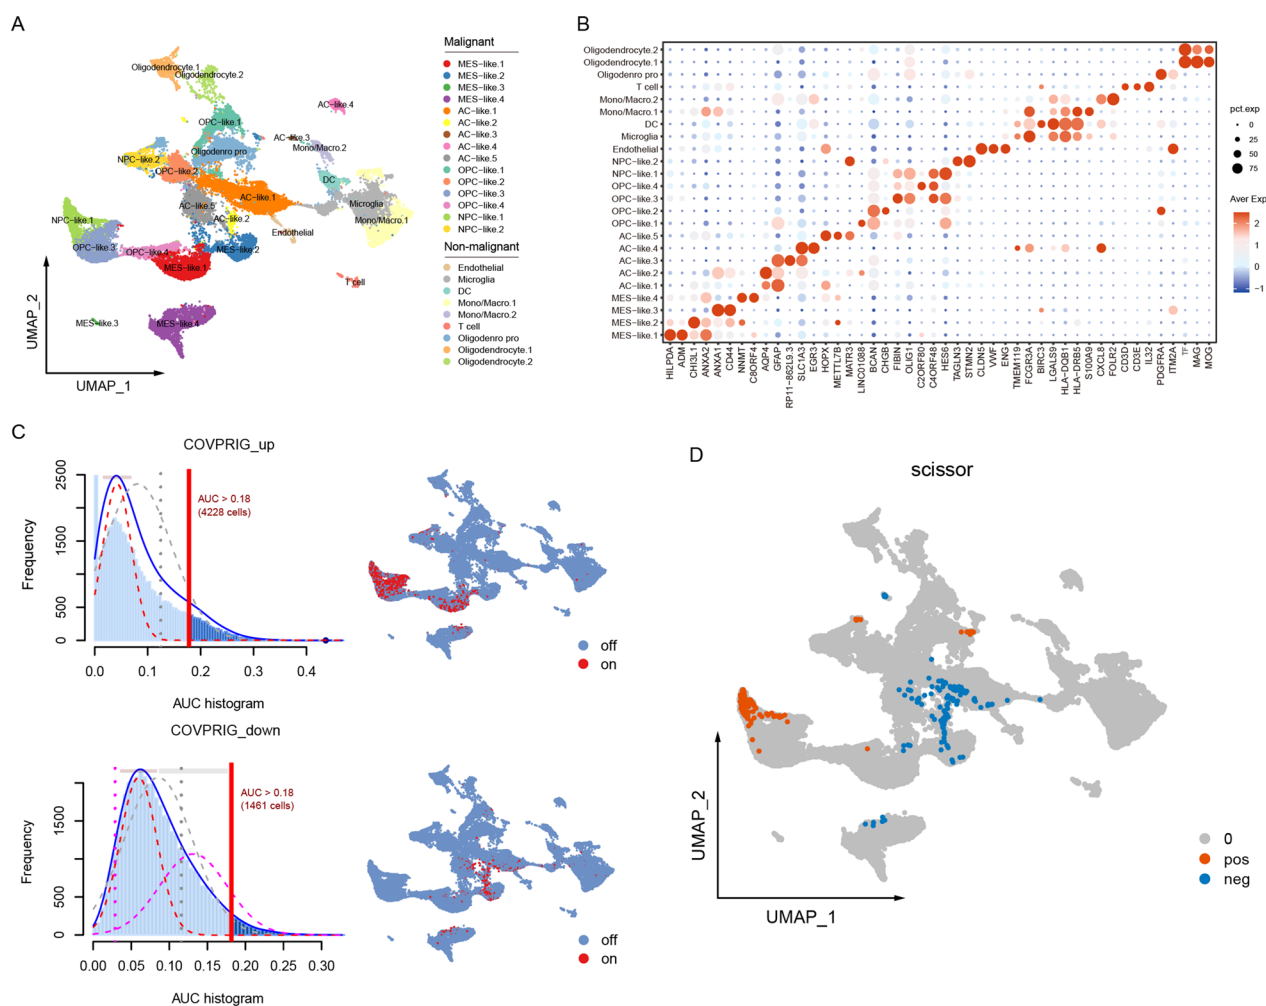 A
Oligodendrocyte.1
Oligodendrocyte.2
AC-like.4
OPC-like.1
AC-like.3
Mono/Macro.2
Oligodenro pro
NPC-like.2
OPC-like.2
DC
AC-like.1
Microglia
AC-like.5
AC-like.2
Mono/Macro.1
NPC-like.1
Endothelial
OPC-like.3
OPC-like.4
MES-like.2
MES-like.1
T cell
MES-like.3
MES-like.4
UMAP_2
UMAP_1
Malignant
MES-like.1
MES-like.2
MES-like.3
MES-like.4
AC-like.1
AC-like.2
AC-like.3
AC-like.4
AC-like.5
OPC-like.1
OPC-like.2
OPC-like.3
OPC-like.4
NPC-like.1
NPC-like.2
Non-malignant
Endothelial
Microglia
DC
Mono/Macro.1
Mono/Macro.2
T cell
Oligodenro pro
Oligodendrocyte.1
Oligodendrocyte.2
B
Oligodendrocyte.2
Oligodendrocyte.1
Oligodenro pro
T cell
Mono/Macro.2
Mono/Macro.1
DC
Microglia
Endothelial
NPC-like.2
NPC-like.1
OPC-like.4
OPC-like.3
OPC-like.2
OPC-like.1
AC-like.5
AC-like.4
AC-like.3
AC-like.2
AC-like.1
MES-like.4
MES-like.3
MES-like.2
MES-like.1
HILPDA
ADM
CHI3L1
ANXA2
ANXA1
CD44
NNMT
C8ORF4
AQP4
GFAP
RP11-862L9.3
SLC1A3
EGR3
HOPX
METTL7B
MATR3
LINC01088
BCAN
CHGB
FIBIN
OLIG1
C2ORF80
C4ORF48
HES6
TAGLN3
STMN2
CLDN5
VWF
ENG
TMEM119
FCGR3A
BIRC3
LGALS9
HLA-DQB1
HLA-DRB5
S100A9
CXCL8
FOLR2
CD3D
CD3E
IL32
PDGFRA
ITM2A
TF
MAG
MOG
pct.exp
0
25
50
75
Aver Exp
2
1
0
-1
C
COVPRIG_up
2500
1500
500
0
Frequency
AUC > 0.18
(4228 cells)
0.0 0.1 0.2 0.3 0.4
AUC histogram
off
on
COVPRIG_down
1500
500
0
Frequency
AUC > 0.18
(1461 cells)
0.00 0.05 0.10 0.15 0.20 0.30
AUC histogram
off
on
D
scissor
UMAP_2
UMAP_1
0
pos
neg